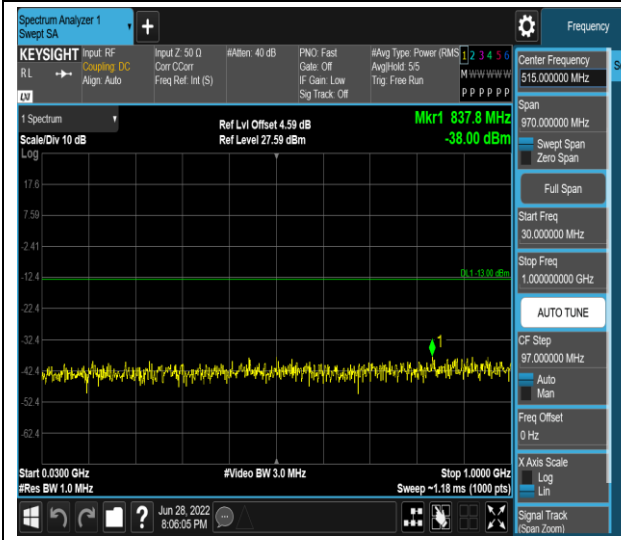 Spectrum Analyzer 1
Swept SA
Frequency
KEYSIGHT
RL
LXI
Input: RF
Coupling: DC
Align: Auto
Input Z: 50 Ω
Corr CCorr
Freq Ref: Int (S)
#Atten: 40 dB
PNO: Fast
Gate: Off
IF Gain: Low
Sig Track: Off
#Avg Type: Power (RMS
Avg|Hold: 5/5
Trig: Free Run
1 2 3 4 5 6
M W W W W W
P P P P P P
1 Spectrum
Scale/Div 10 dB
Log
Ref Lvl Offset 4.59 dB
Ref Level 27.59 dBm
Mkr1 837.8 MHz
-38.00 dBm
17.6
7.59
-2.41
-12.4
DL1 -13.00 dBm
-22.4
-32.4
1
-42.4
-52.4
-62.4
Start 0.0300 GHz
#Res BW 1.0 MHz
#Video BW 3.0 MHz
Stop 1.0000 GHz
Sweep ~1.18 ms (1000 pts)
Jun 28, 2022
8:06:05 PM
Center Frequency
515.000000 MHz
Span
970.000000 MHz
Swept Span
Zero Span
Full Span
Start Freq
30.000000 MHz
Stop Freq
1.000000000 GHz
AUTO TUNE
CF Step
97.000000 MHz
Auto
Man
Freq Offset
0 Hz
X Axis Scale
Log
Lin
Signal Track
(Span Zoom)